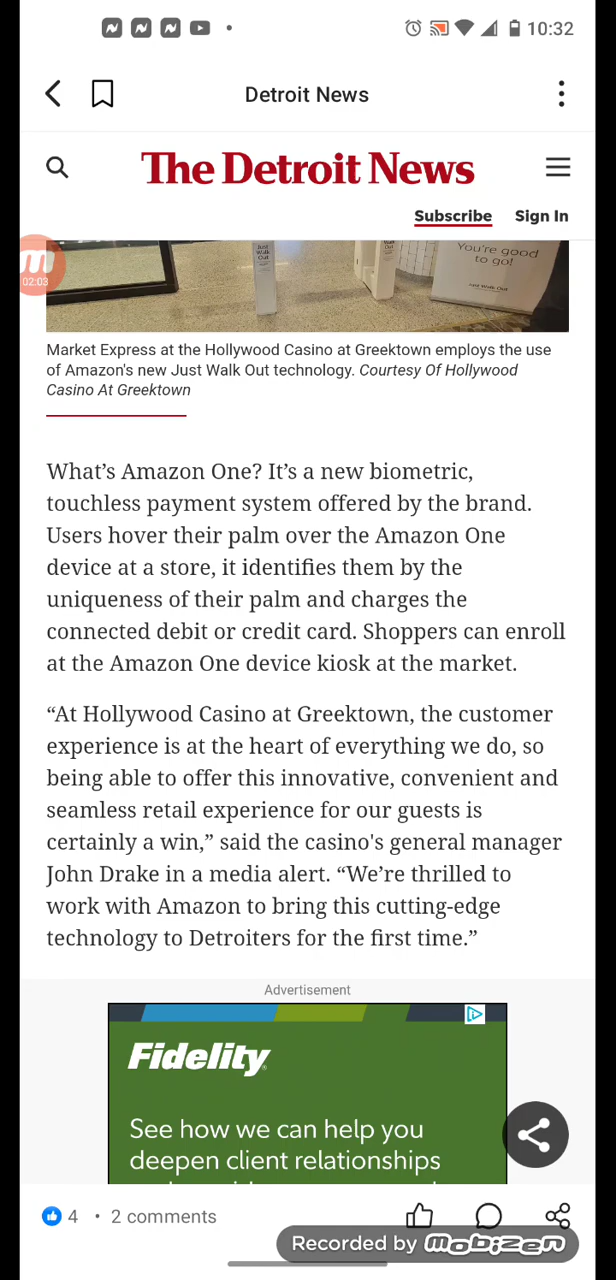 10:32
Detroit News
The Detroit News
Subscribe Sign In
02:03
Just
Walk
Out
You're good
to go!
Just Walk Out
Market Express at the Hollywood Casino at Greektown employs the use
of Amazon's new Just Walk Out technology. Courtesy Of Hollywood
Casino At Greektown
What’s Amazon One? It’s a new biometric,
touchless payment system offered by the brand.
Users hover their palm over the Amazon One
device at a store, it identifies them by the
uniqueness of their palm and charges the
connected debit or credit card. Shoppers can enroll
at the Amazon One device kiosk at the market.
“At Hollywood Casino at Greektown, the customer
experience is at the heart of everything we do, so
being able to offer this innovative, convenient and
seamless retail experience for our guests is
certainly a win,” said the casino's general manager
John Drake in a media alert. “We’re thrilled to
work with Amazon to bring this cutting-edge
technology to Detroiters for the first time.”
Advertisement
Fidelity
See how we can help you
deepen client relationships
4 • 2 comments
Recorded by mobizen